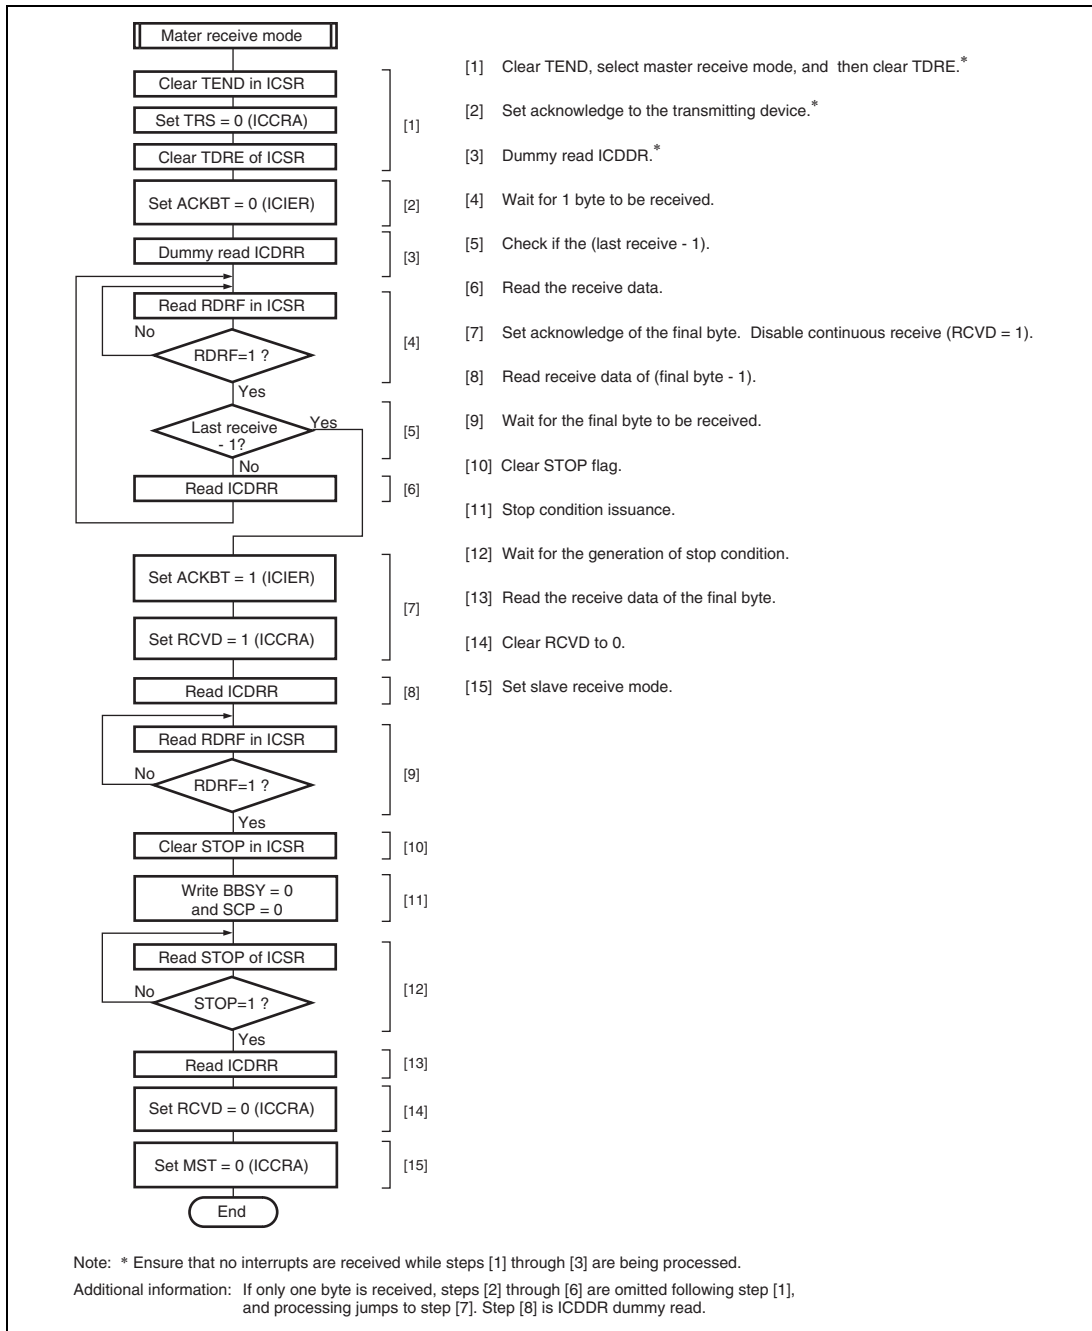 Mater receive mode
Clear TEND in ICSR
Set TRS = 0 (ICCRA)
Clear TDRE of ICSR
[1]
Set ACKBT = 0 (ICIER)
[2]
Dummy read ICDRR
[3]
Read RDRF in ICSR
No
RDRF=1 ?
[4]
Yes
Last receive
- 1?
Yes
[5]
No
Read ICDRR
[6]
Set ACKBT = 1 (ICIER)
[7]
Set RCVD = 1 (ICCRA)
Read ICDRR
[8]
Read RDRF in ICSR
No
RDRF=1 ?
[9]
Yes
Clear STOP in ICSR
[10]
Write BBSY = 0
and SCP = 0
[11]
Read STOP of ICSR
No
STOP=1 ?
[12]
Yes
Read ICDRR
[13]
Set RCVD = 0 (ICCRA)
[14]
Set MST = 0 (ICCRA)
[15]
End
[1] Clear TEND, select master receive mode, and then clear TDRE.*
[2] Set acknowledge to the transmitting device.*
[3] Dummy read ICDDR.*
[4] Wait for 1 byte to be received.
[5] Check if the (last receive - 1).
[6] Read the receive data.
[7] Set acknowledge of the final byte. Disable continuous receive (RCVD = 1).
[8] Read receive data of (final byte - 1).
[9] Wait for the final byte to be received.
[10] Clear STOP flag.
[11] Stop condition issuance.
[12] Wait for the generation of stop condition.
[13] Read the receive data of the final byte.
[14] Clear RCVD to 0.
[15] Set slave receive mode.
Note: * Ensure that no interrupts are received while steps [1] through [3] are being processed.
Additional information: If only one byte is received, steps [2] through [6] are omitted following step [1],
and processing jumps to step [7]. Step [8] is ICDDR dummy read.